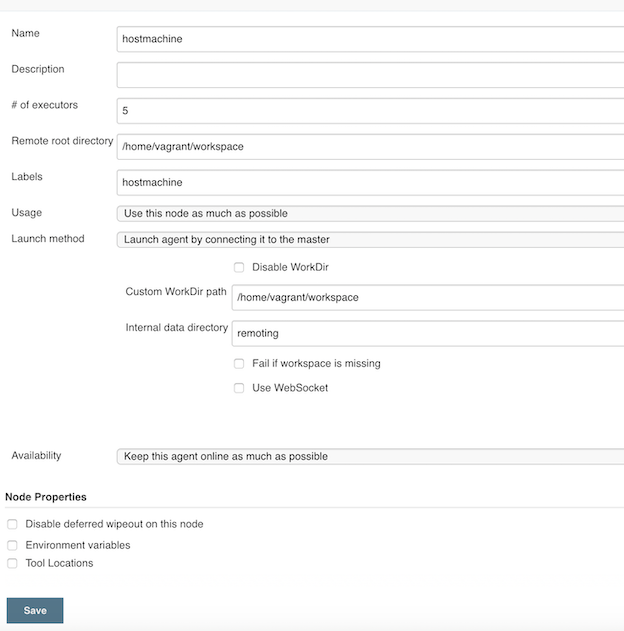 Name hostmachine
Description
# of executors 5
Remote root directory /home/vagrant/workspace
Labels hostmachine
Usage Use this node as much as possible
Launch method Launch agent by connecting it to the master
Disable WorkDir
Custom WorkDir path /home/vagrant/workspace
Internal data directory remoting
Fail if workspace is missing
Use WebSocket
Availability Keep this agent online as much as possible
Node Properties
Disable deferred wipeout on this node
Environment variables
Tool Locations
Save